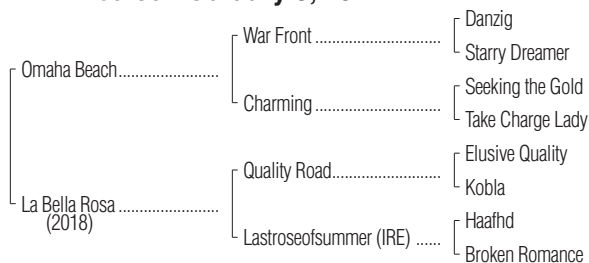 War Front
Danzig
Starry Dreamer
Omaha Beach
Charming
Seeking the Gold
Take Charge Lady
Quality Road
Elusive Quality
Kobla
La Bella Rosa
(2018)
Lastroseofsummer (IRE)
Haafhd
Broken Romance